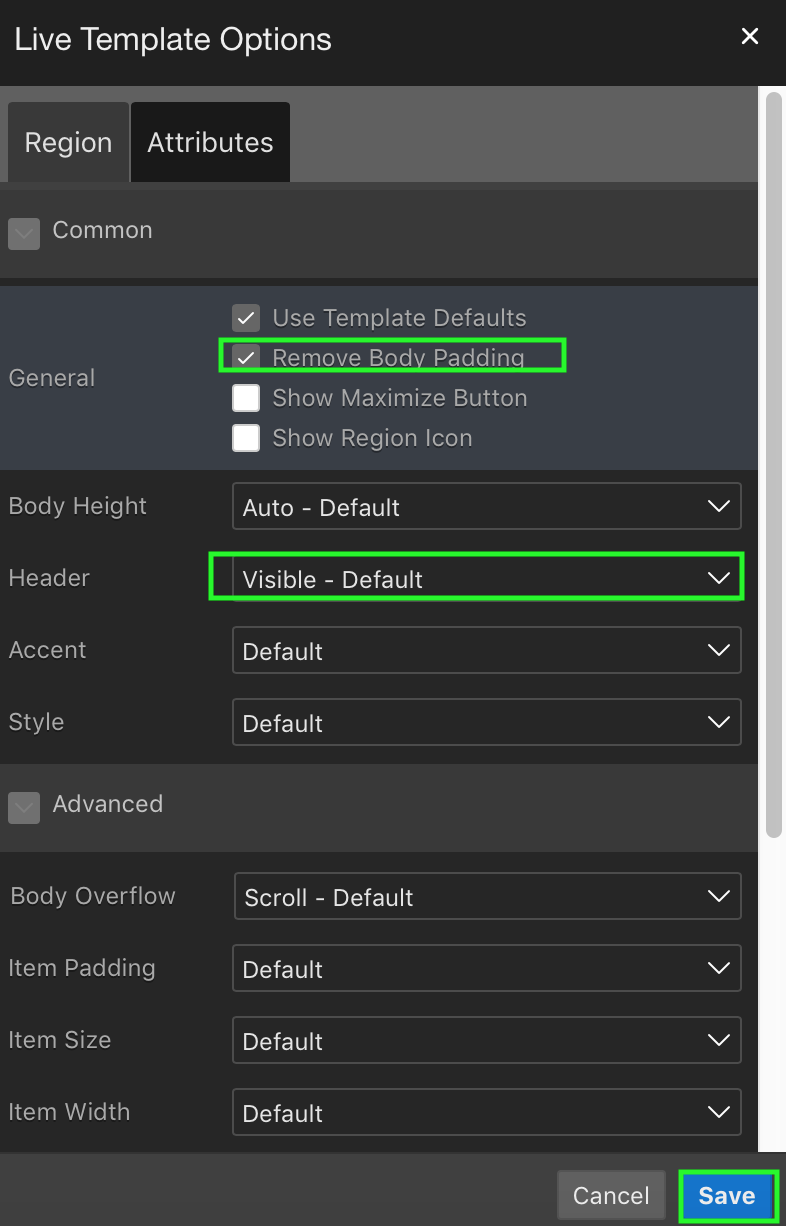 Live Template Options
Region Attributes
Common
General
Use Template Defaults
Remove Body Padding
Show Maximize Button
Show Region Icon
Body Height Auto - Default
Header Visible - Default
Accent Default
Style Default
Advanced
Body Overflow Scroll - Default
Item Padding Default
Item Size Default
Item Width Default
Cancel Save